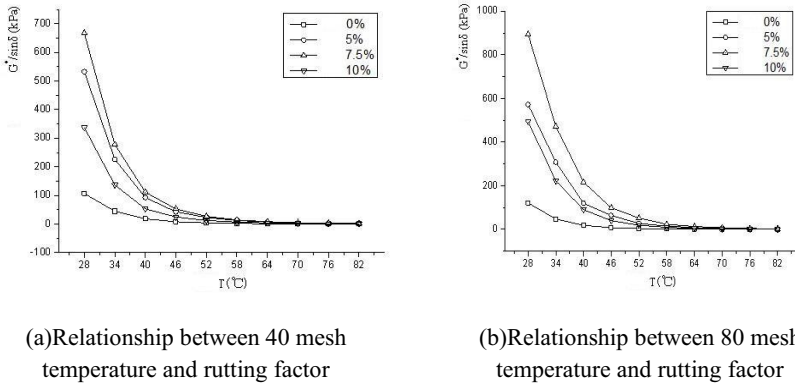 G*/sinδ (kPa)
700
600
500
400
300
200
100
0
-100
28 34 40 46 52 58 64 70 76 82
T(℃)
0%
5%
7.5%
10%
(a)Relationship between 40 mesh
temperature and rutting factor
G*/sinδ (kPa)
1000
800
600
400
200
0
28 34 40 46 52 58 64 70 76 82
T(℃)
0%
5%
7.5%
10%
(b)Relationship between 80 mesh
temperature and rutting factor